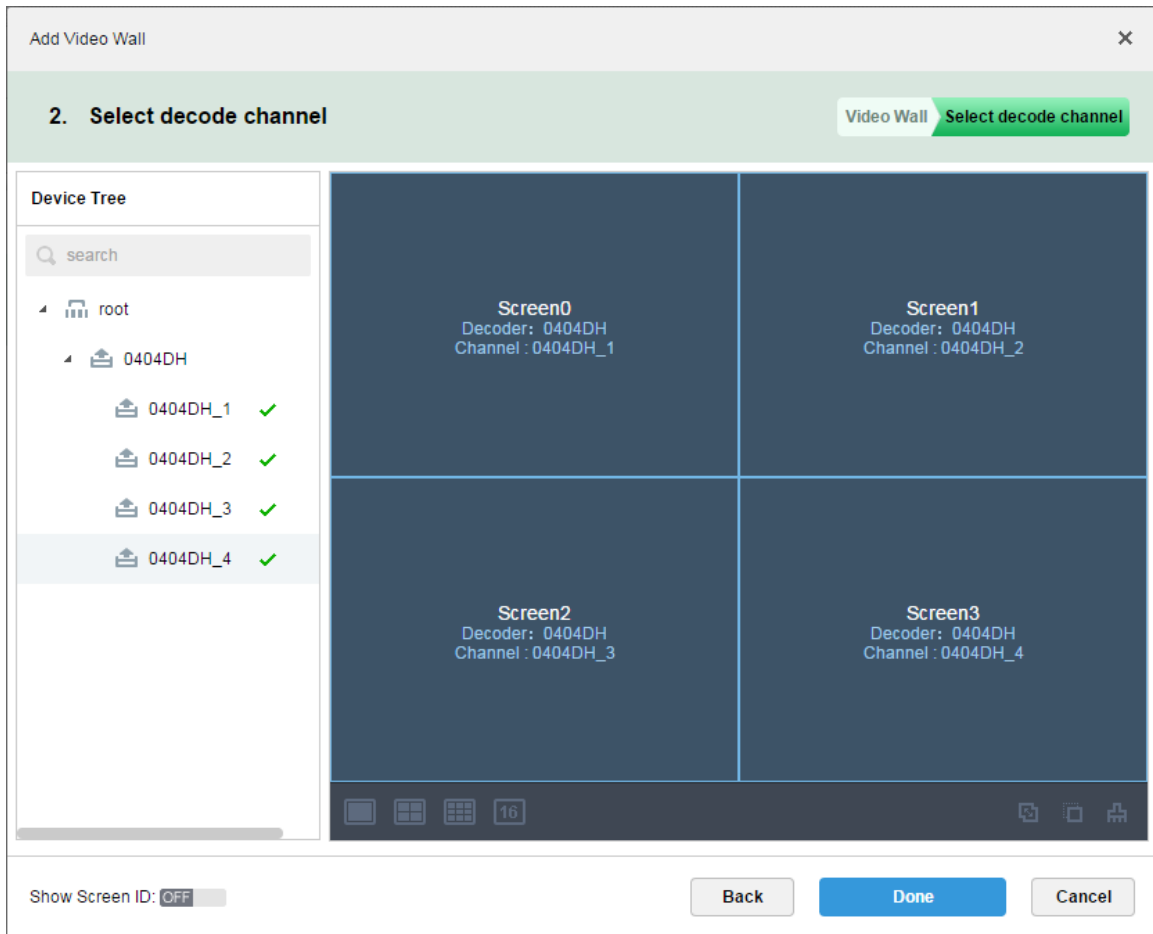 Add Video Wall
2. Select decode channel
Video Wall
Select decode channel
Device Tree
search
root
0404DH
0404DH_1
0404DH_2
0404DH_3
0404DH_4
Screen0
Decoder: 0404DH
Channel : 0404DH_1
Screen1
Decoder: 0404DH
Channel : 0404DH_2
Screen2
Decoder: 0404DH
Channel : 0404DH_3
Screen3
Decoder: 0404DH
Channel : 0404DH_4
16
Show Screen ID: OFF
Back
Done
Cancel